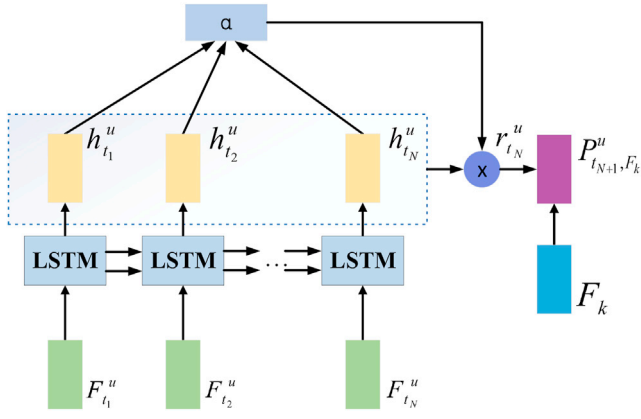 α
h_{t_1}^u h_{t_2}^u h_{t_N}^u r_{t_N}^u P_{t_{N+1},F_k}^u
x
LSTM LSTM ... LSTM
F_k
F_{t_1}^u F_{t_2}^u F_{t_N}^u